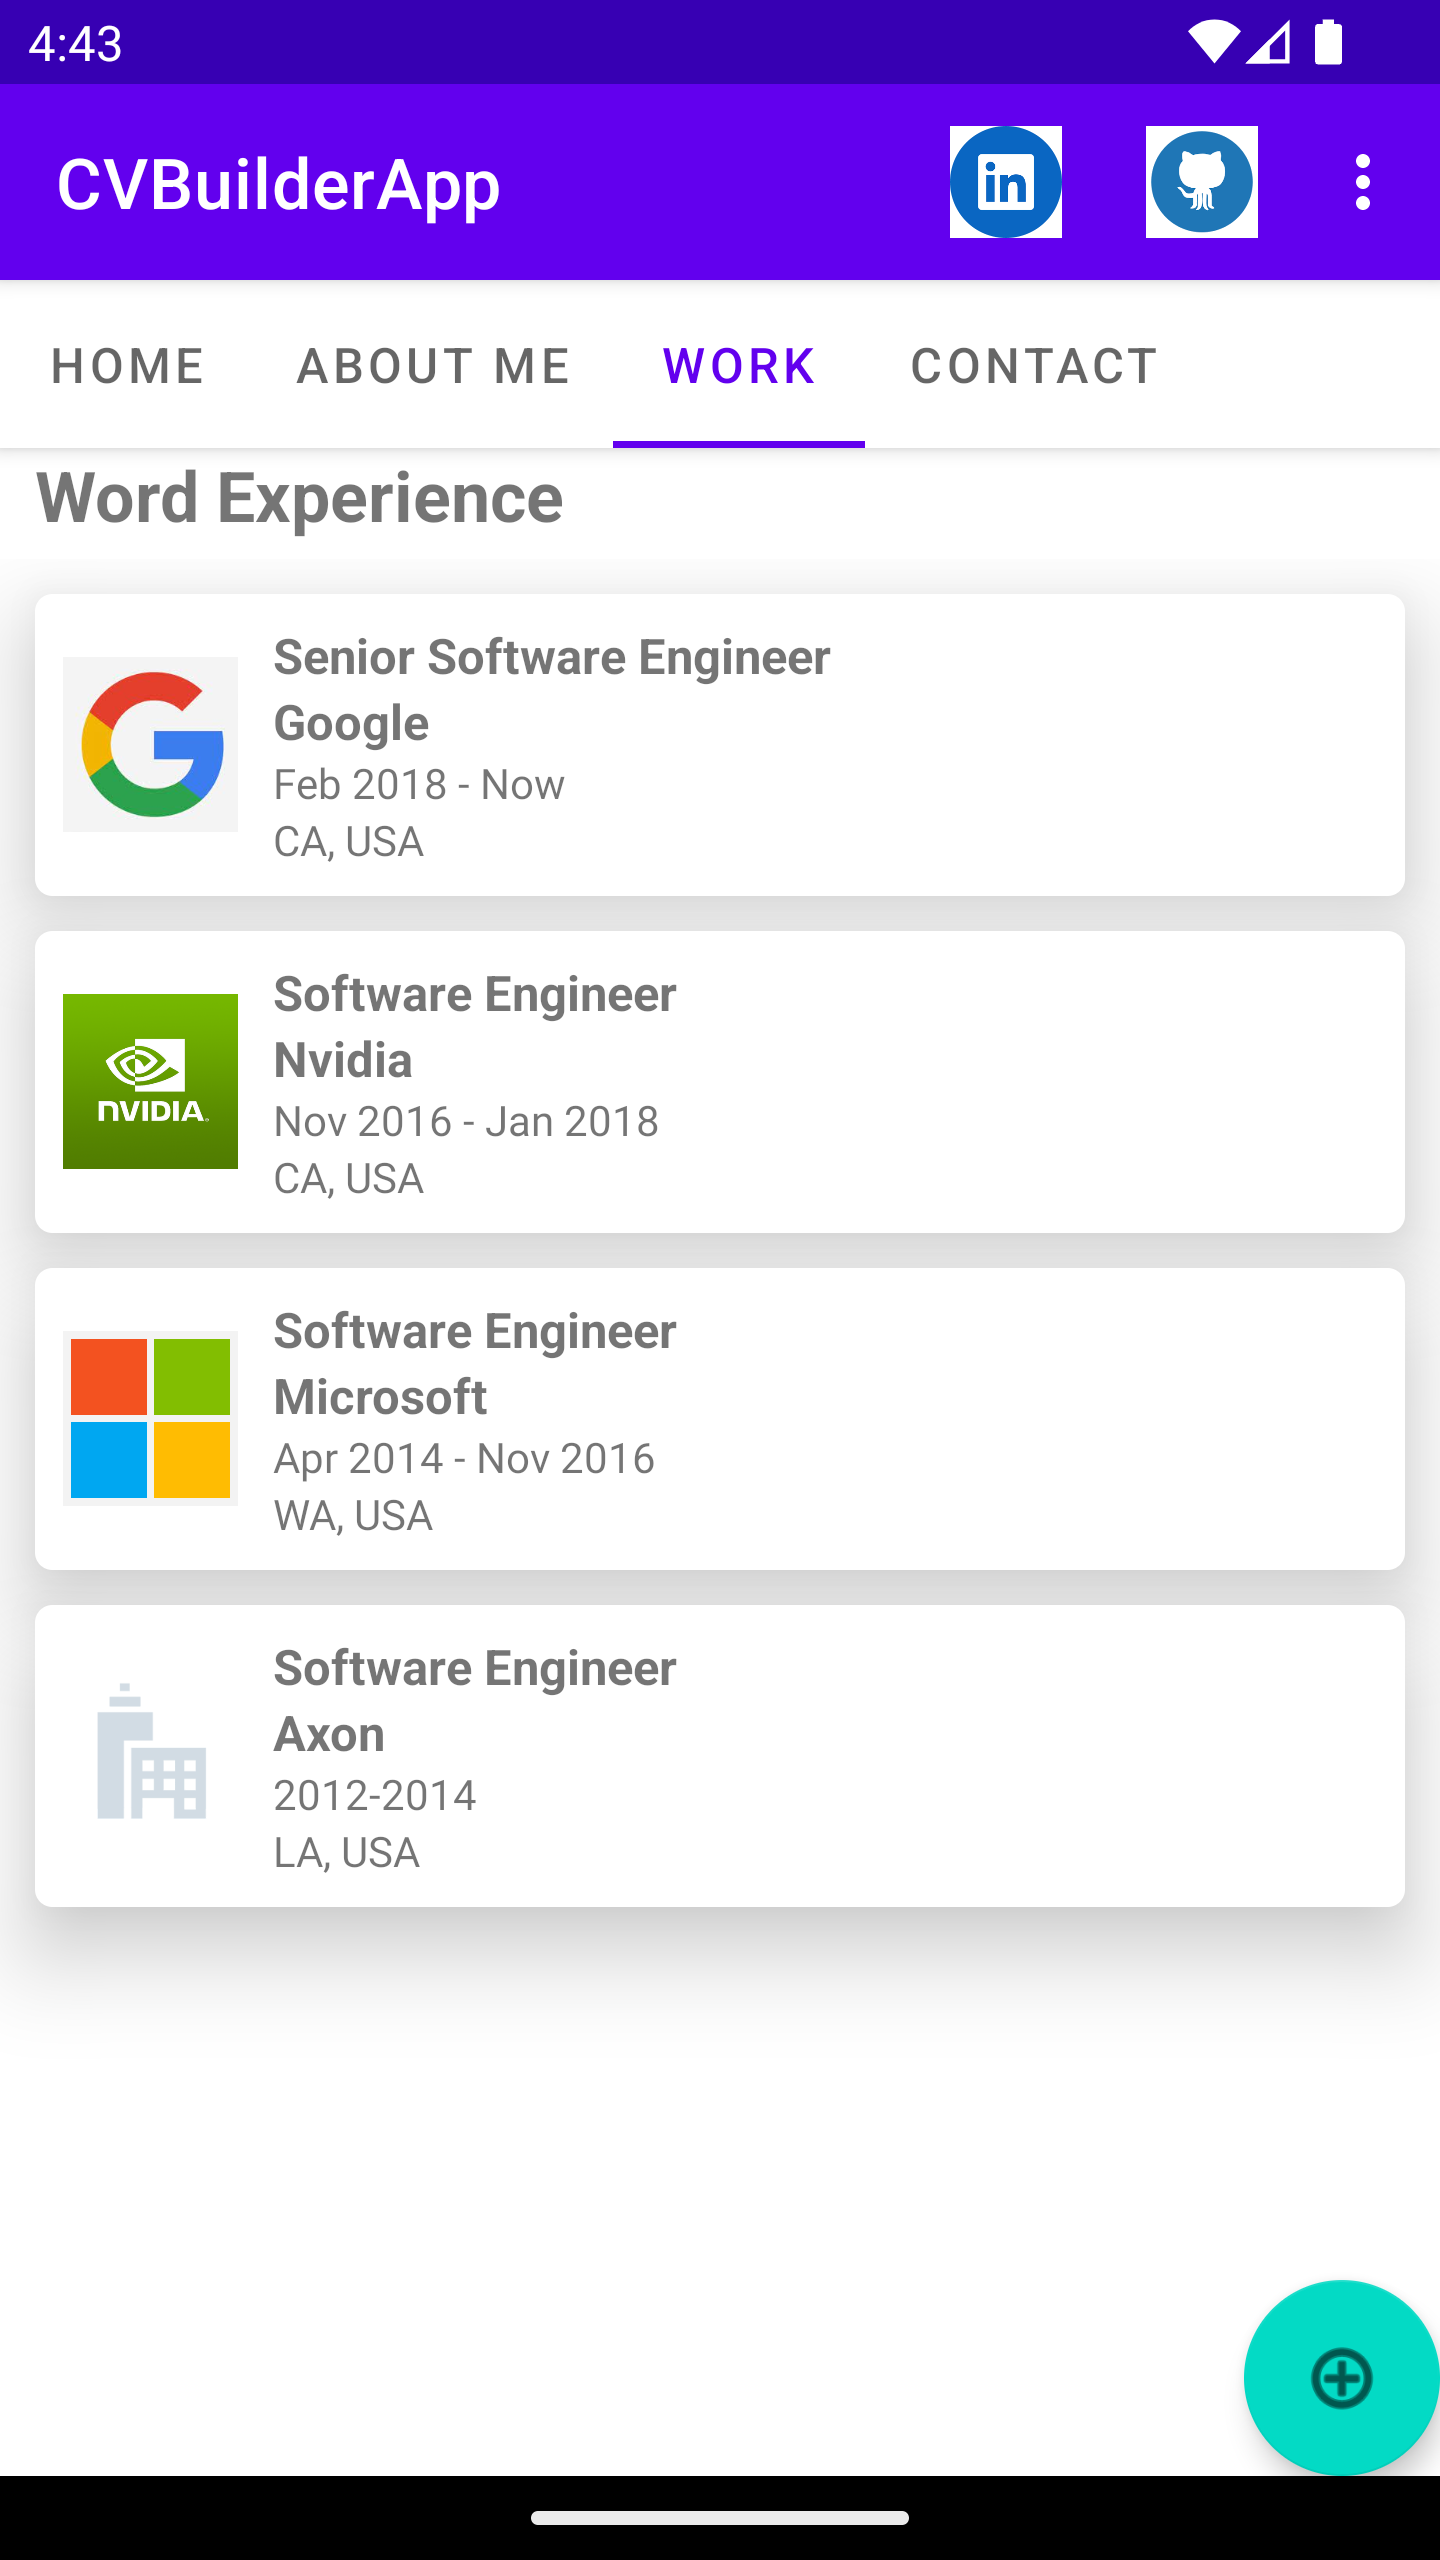 4:43
CVBuilderApp
in
HOME ABOUT ME WORK CONTACT
Word Experience
Senior Software Engineer
Google
Feb 2018 - Now
CA, USA
Software Engineer
Nvidia
Nov 2016 - Jan 2018
CA, USA
NVIDIA
Software Engineer
Microsoft
Apr 2014 - Nov 2016
WA, USA
Software Engineer
Axon
2012-2014
LA, USA